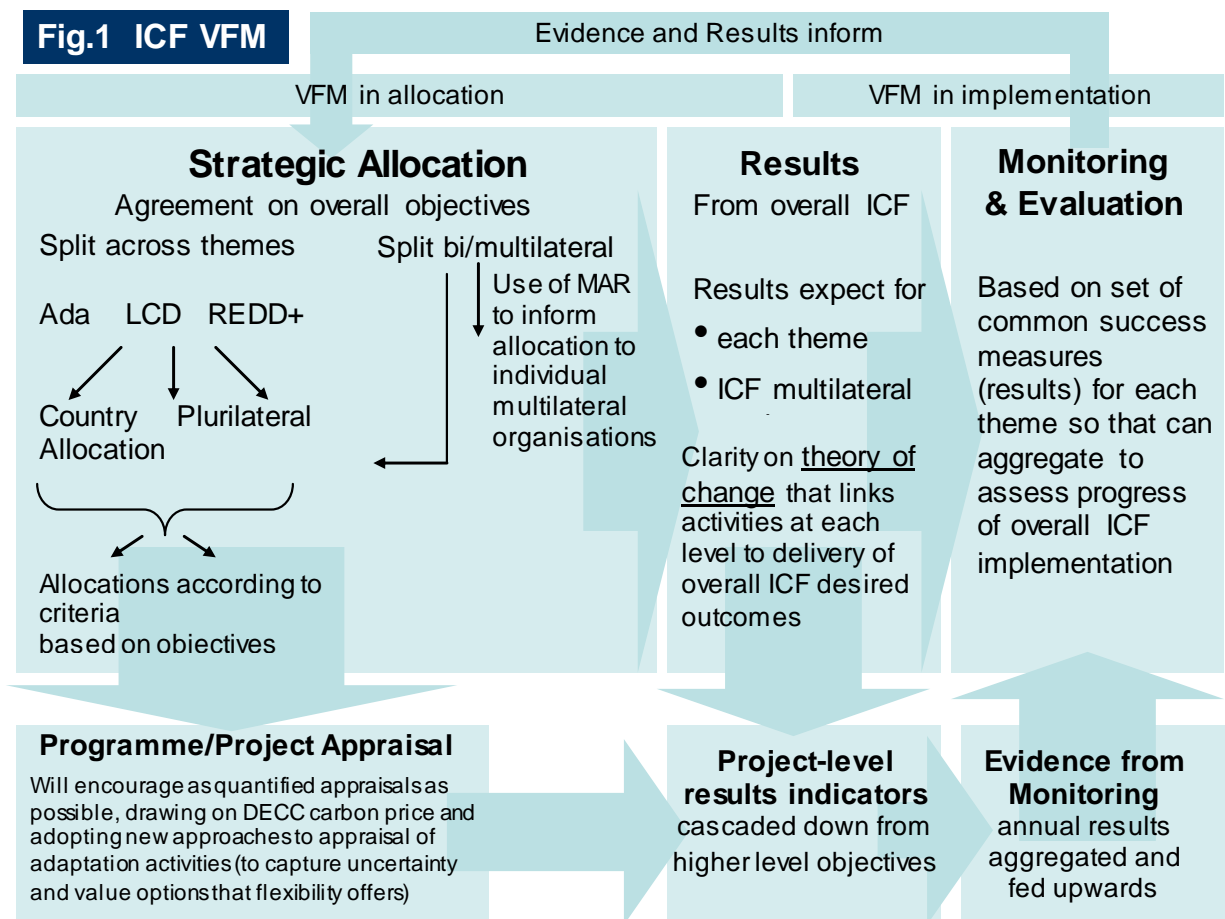 Fig.1 ICF VFM
Evidence and Results inform
VFM in allocation
VFM in implementation
Strategic Allocation
Agreement on overall objectives
Split across themes
Split bi/multilateral
Ada LCD REDD+
Use of MAR
to inform
allocation to
individual
multilateral
organisations
Country
Allocation
Plurilateral
Allocations according to
criteria
based on objectives
Results
From overall ICF
Results expect for
• each theme
• ICF multilateral
Clarity on theory of
change that links
activities at each
level to delivery of
overall ICF desired
outcomes
Monitoring
& Evaluation
Based on set of
common success
measures
(results) for each
theme so that can
aggregate to
assess progress
of overall ICF
implementation
Programme/Project Appraisal
Will encourage as quantified appraisals as
possible, drawing on DECC carbon price and
adopting new approaches to appraisal of
adaptation activities (to capture uncertainty
and value options that flexibility offers)
Project-level
results indicators
cascaded down from
higher level objectives
Evidence from
Monitoring
annual results
aggregated and
fed upwards